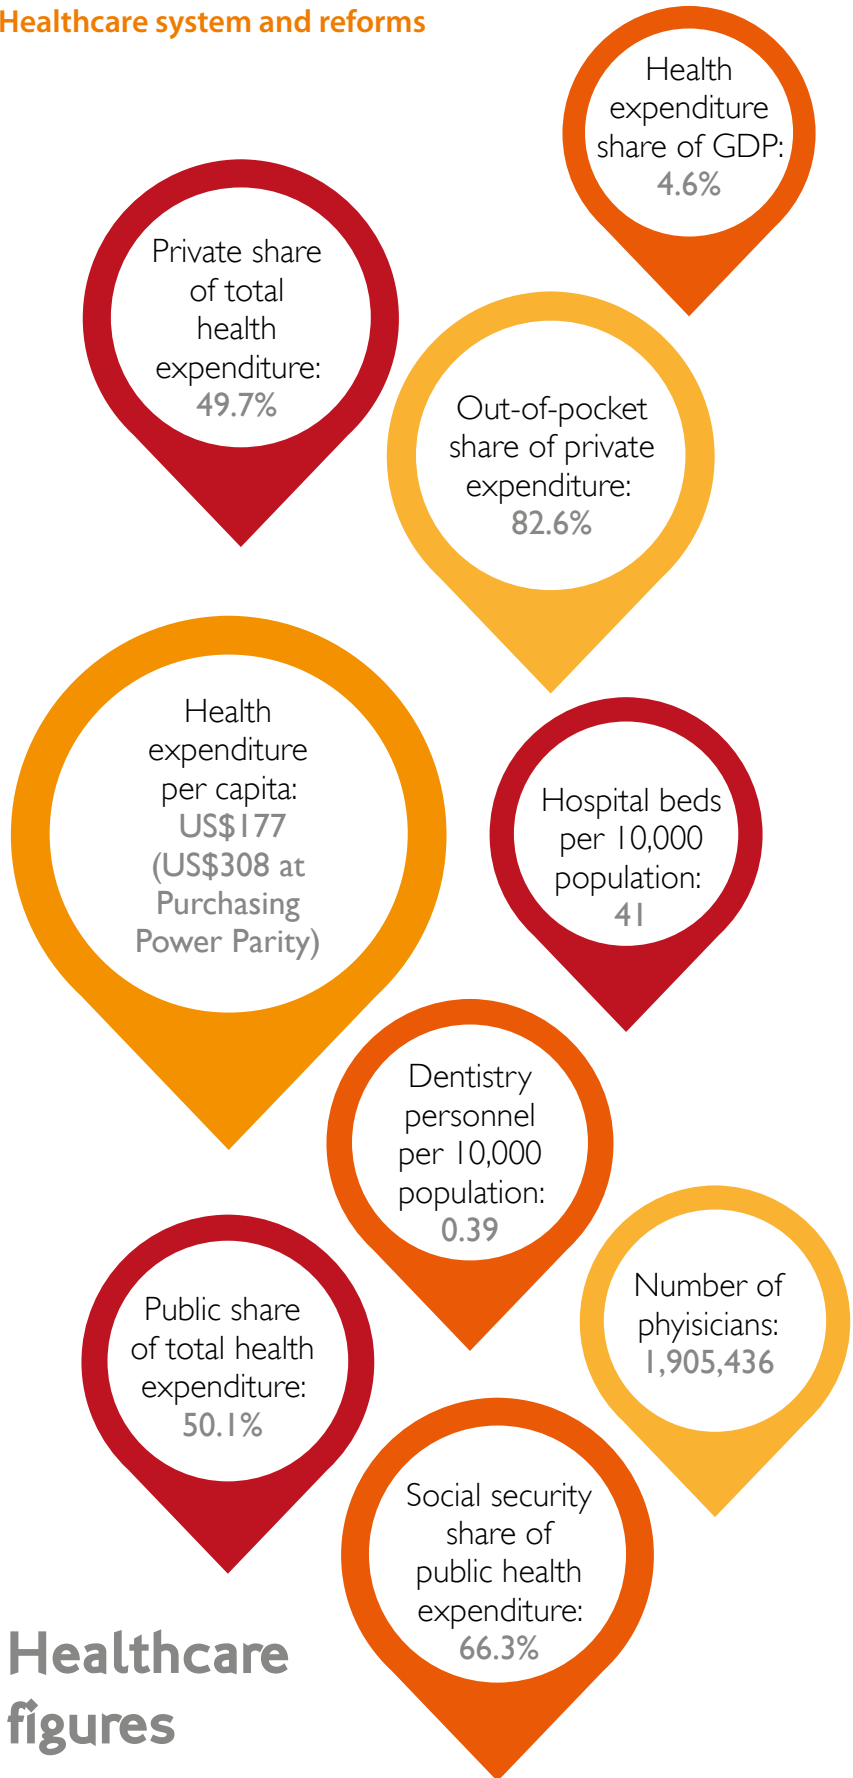 Healthcare system and reforms
Health
expenditure
share of GDP:
4.6%
Private share
of total
health
expenditure:
49.7%
Out-of-pocket
share of private
expenditure:
82.6%
Health
expenditure
per capita:
US$177
(US$308 at
Purchasing
Power Parity)
Hospital beds
per 10,000
population:
41
Dentistry
personnel
per 10,000
population:
0.39
Number of
phyisicians:
1,905,436
Public share
of total health
expenditure:
50.1%
Social security
share of
public health
expenditure:
66.3%
Healthcare
figures